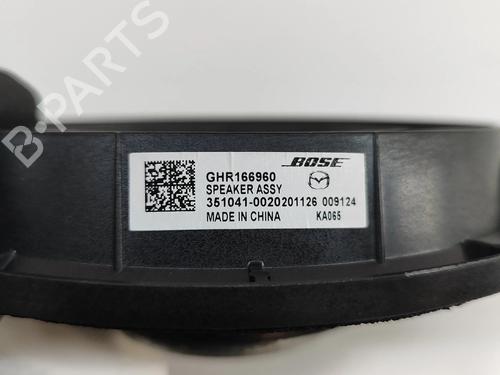 GHR166960 BOSE
SPEAKER ASSY
351041-0020201126 009124
MADE IN CHINA KA065
B-PARTS